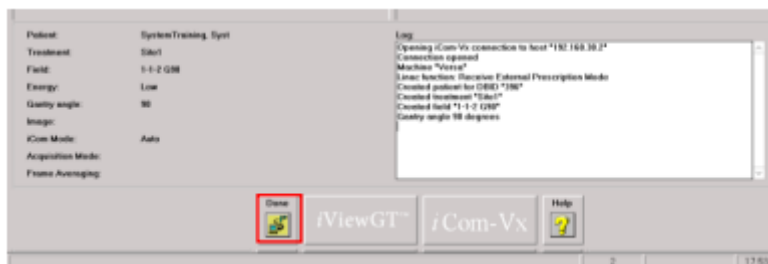 Patient: SystemTraining, Syst
Treatment: Site1
Field: 1-1-2 G90
Energy: Low
Gantry angle: 90
Image:
iCom Mode: Auto
Acquisition Mode:
Frame Averaging:
Log:
Opening iCom-Vx connection to host "192.168.30.2"
Connection opened
Machine "Versa"
Linac function: Receive External Prescription Mode
Created patient for DBID "396"
Created treatment "Site1"
Created field "1-1-2 G90"
Gantry angle 90 degrees
Done
iViewGT™
iCom-Vx
Help
2